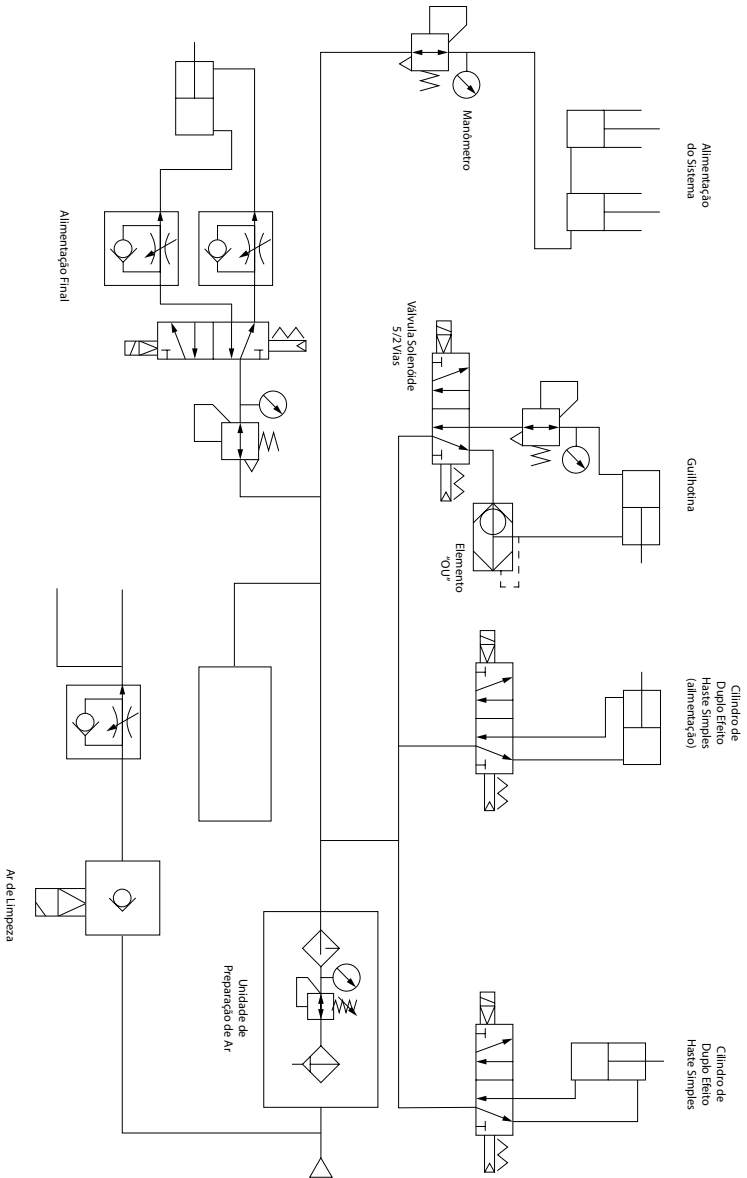 Alimentação
do Sistema
Guilhotina
Cilindro de
Duplo Efeito
Haste Simples
(ailmentação)
Cilindro de
Duplo Efeito
Haste Simples
Manômetro
Válvula Solenóide
5/2 Vias
Elemento
"OU"
Unidade de
Preparação de Ar
Alimentação Final
Ar de Limpeza